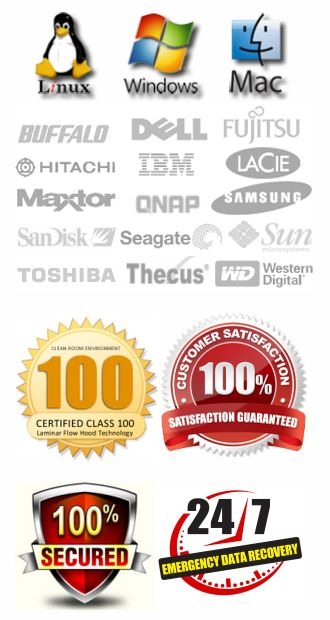 Linux Windows Mac
BUFFALO DELL FUJITSU
HITACHI IBM LACIE
Maxtor QNAP SAMSUNG
SanDisk Seagate Sun
microsystems
TOSHIBA Thecus® WD Western
Digital®
CLEAN ROOM ENVIRONMENT
100
CERTIFIED CLASS 100
Laminar Flow Hood Technology
CUSTOMER SATISFACTION
100%
SATISFACTION GUARANTEED
100%
SECURED
24/7
EMERGENCY DATA RECOVERY